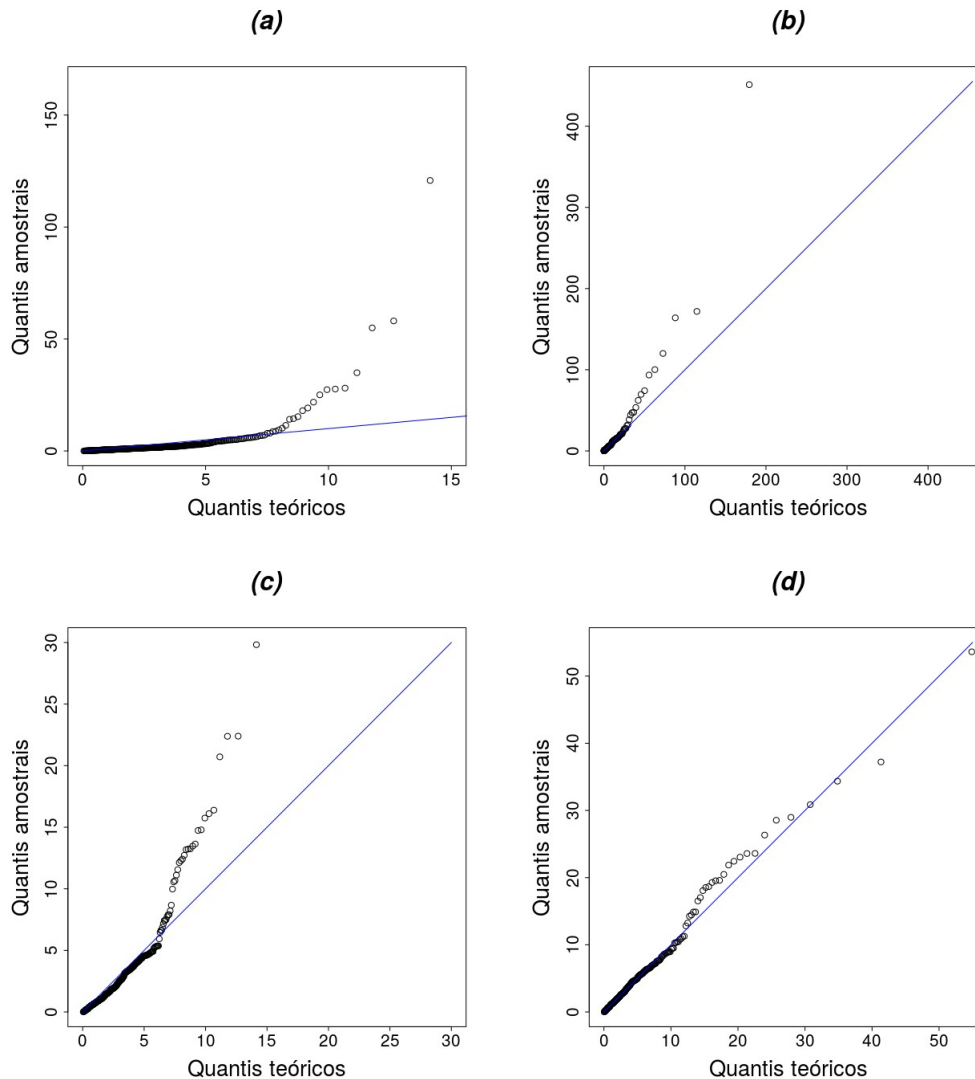 (a)
150
100
50
0
Quantis amostrais
0 5 10 15
Quantis teóricos
(b)
400
300
200
100
0
Quantis amostrais
0 100 200 300 400
Quantis teóricos
(c)
30
25
20
15
10
5
0
Quantis amostrais
0 5 10 15 20 25 30
Quantis teóricos
(d)
50
40
30
20
10
0
Quantis amostrais
0 10 20 30 40 50
Quantis teóricos